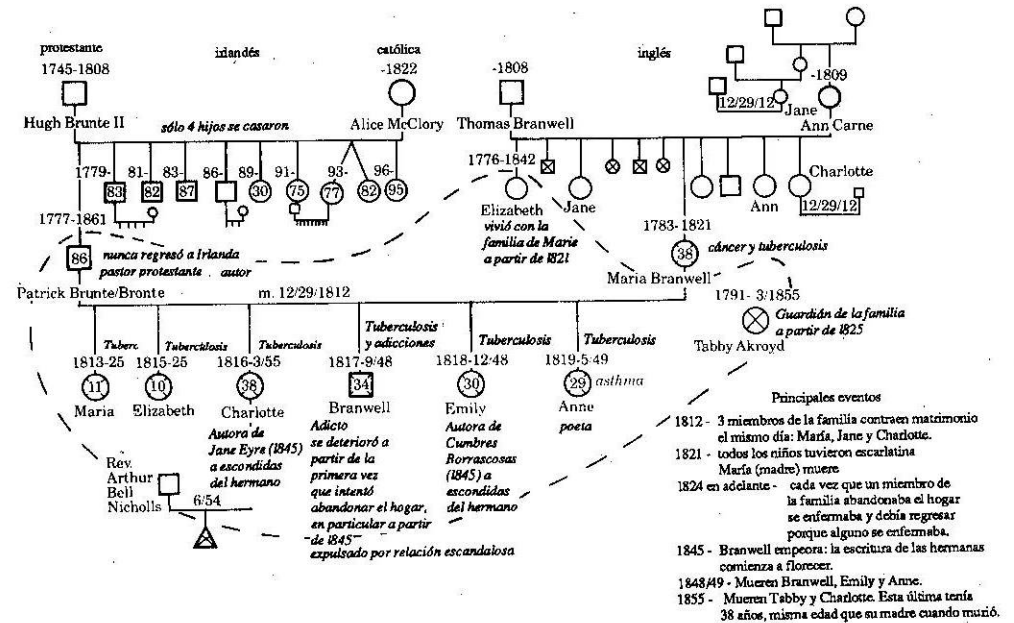 protestante
irlandés
católica
inglés
1745-1808
-1822
-1808
-1809
12/29/12
Jane
Hugh Brunte II
sólo 4 hijos se casaron
Alice McClory
Thomas Branwell
Ann Carne
1779-
81-
83-
86-
89-
91-
93-
96-
83
82
87
30
75
77
82
95
1776-1842
Elizabeth
vivió con la
familia de Marie
a partir de 1821
Jane
Ann
Charlotte
12/29/12
1777-1861
86
nunca regresó a Irlanda
pastor protestante autor
Patrick Brunte/Bronte
m. 12/29/1812
1783-1821
38
cáncer y tuberculosis
Maria Branwell
1791- 3/1855
Guardián de la familia
a partir de 1825
Tabby Akroyd
Tuberc
1813-25
11
Maria
Tuberculosis
1815-25
10
Elizabeth
Tuberculosis
1816-3/55
38
Charlotte
Autora de
Jane Eyre (1845)
a escondidas
del hermano
Tuberculosis
y adicciones
1817-9/48
34
Branwell
Adicto
se deterioró a
partir de la
primera vez
que intentó
abandonar el hogar,
en particular a partir
de 1845
expulsado por relación escandalosa
Tuberculosis
1818-12/48
30
Emily
Autora de
Cumbres
Borrascosas
(1845) a
escondidas
del hermano
Tuberculosis
1819-5/49
29
asthma
Anne
poeta
Rev.
Arthur
Bell
Nicholls
6/54
Principales eventos
1812 - 3 miembros de la familia contraen matrimonio
el mismo día: María, Jane y Charlotte.
1821 - todos los niños tuvieron escarlatina
María (madre) muere
1824 en adelante - cada vez que un miembro de
la familia abandonaba el hogar
se enfermaba y debía regresar
porque alguno se enfermaba.
1845 - Branwell empeora: la escritura de las hermanas
comienza a florecer.
1848/49 - Mueren Branwell, Emily y Anne.
1855 - Mueren Tabby y Charlotte. Esta última tenía
38 años, misma edad que su madre cuando murió.